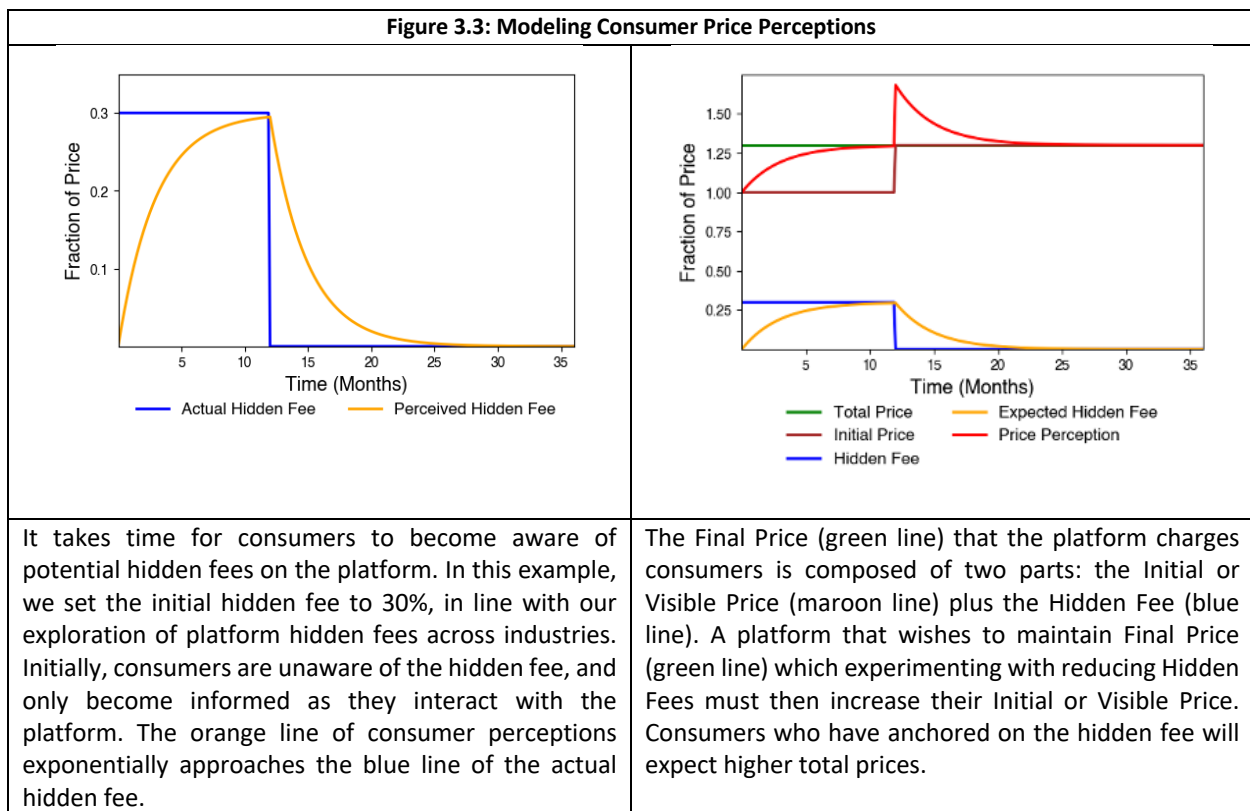 Figure 3.3: Modeling Consumer Price Perceptions
Fraction of Price
0.3
0.2
0.1
5 10 15 20 25 30 35
Time (Months)
Actual Hidden Fee Perceived Hidden Fee
Fraction of Price
1.50
1.25
1.00
0.75
0.50
0.25
5 10 15 20 25 30 35
Time (Months)
Total Price Expected Hidden Fee
Initial Price Price Perception
Hidden Fee
It takes time for consumers to become aware of
potential hidden fees on the platform. In this example,
we set the initial hidden fee to 30%, in line with our
exploration of platform hidden fees across industries.
Initially, consumers are unaware of the hidden fee, and
only become informed as they interact with the
platform. The orange line of consumer perceptions
exponentially approaches the blue line of the actual
hidden fee.
The Final Price (green line) that the platform charges
consumers is composed of two parts: the Initial or
Visible Price (maroon line) plus the Hidden Fee (blue
line). A platform that wishes to maintain Final Price
(green line) which experimenting with reducing Hidden
Fees must then increase their Initial or Visible Price.
Consumers who have anchored on the hidden fee will
expect higher total prices.